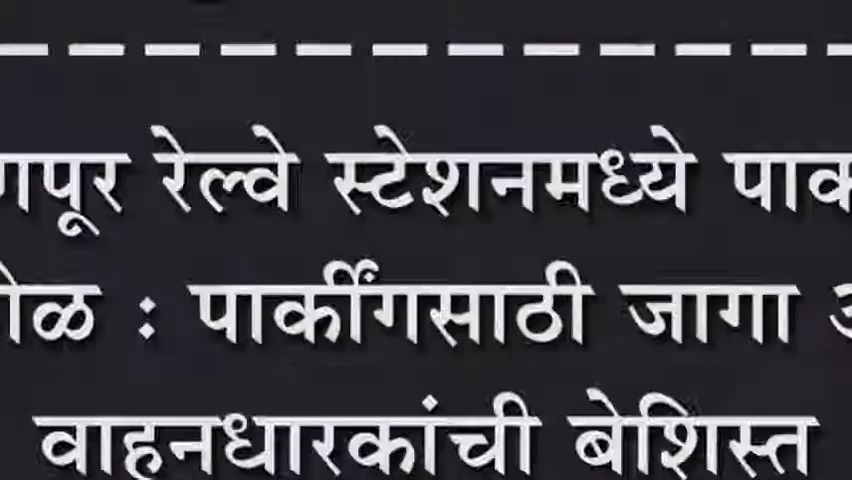 रेल्वे स्टेशनमध्ये
: पार्कींगसाठी जागा
वाहनधारकांची बेशिस्त